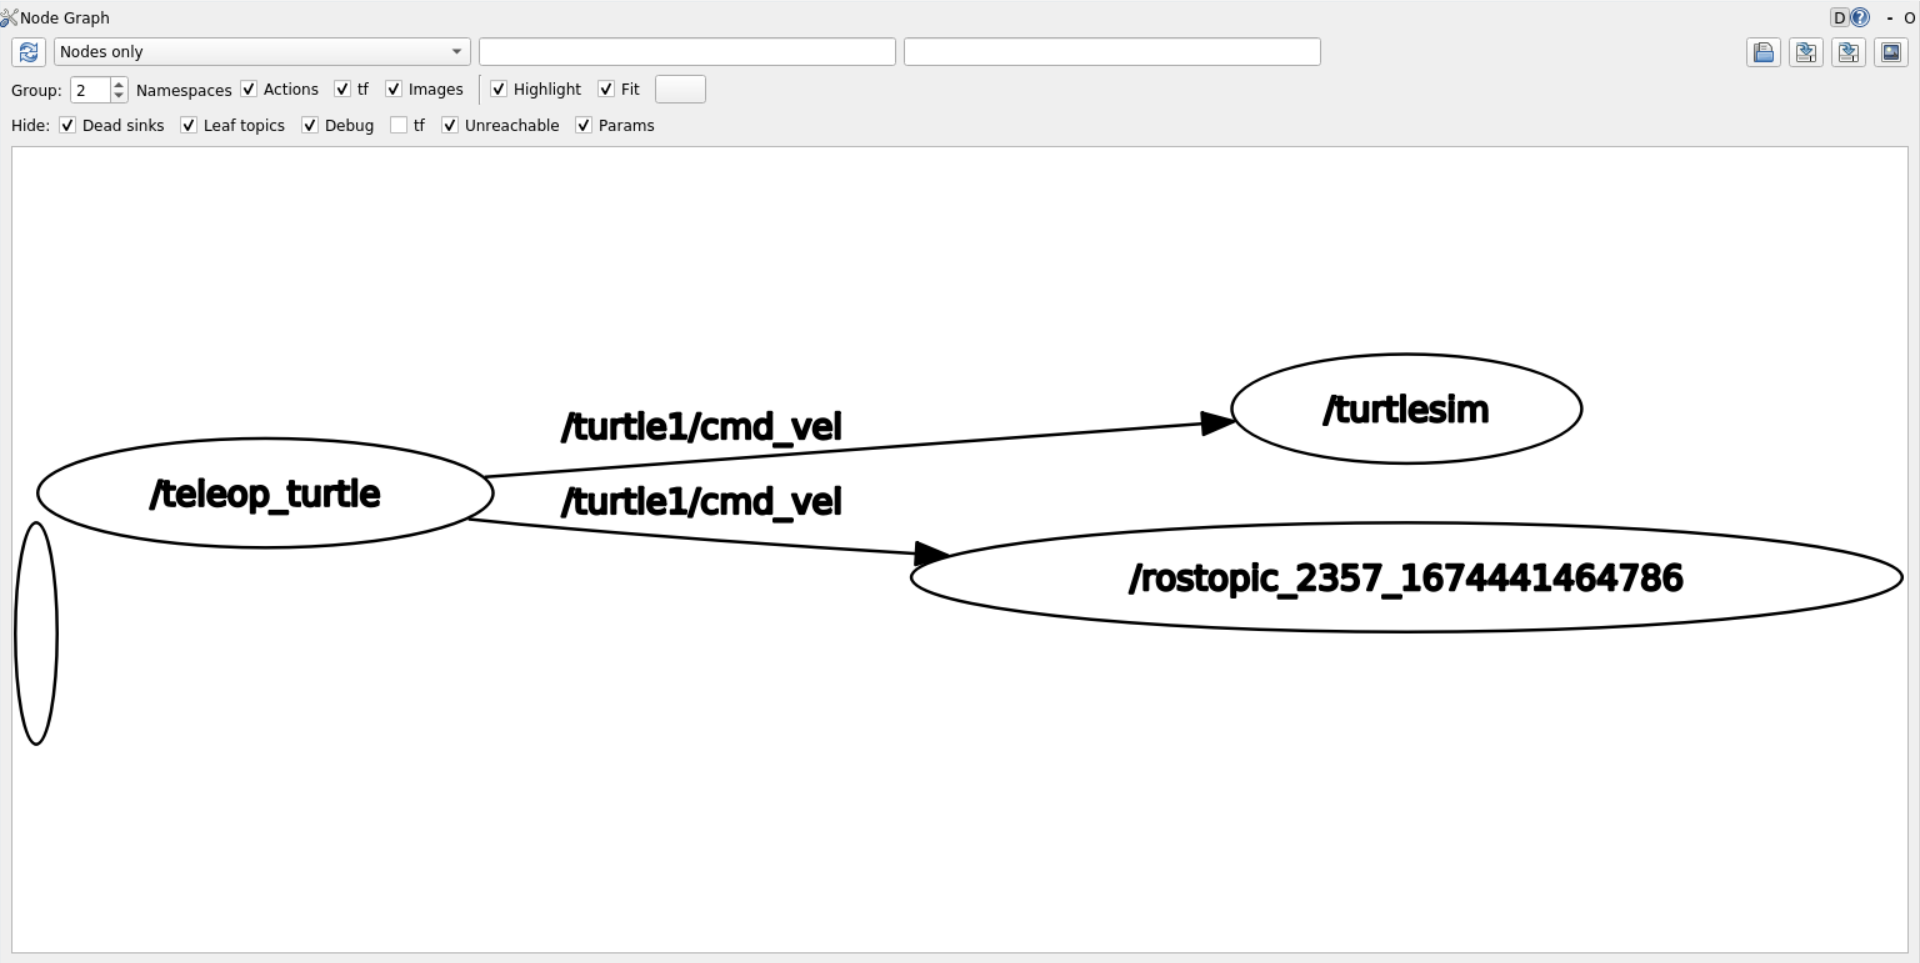 Node Graph D ? - O
Nodes only
Group: 2 Namespaces Actions tf Images Highlight Fit
Hide: Dead sinks Leaf topics Debug tf Unreachable Params
/turtlesim
/turtle1/cmd_vel
/teleop_turtle
/turtle1/cmd_vel
/rostopic_2357_1674441464786